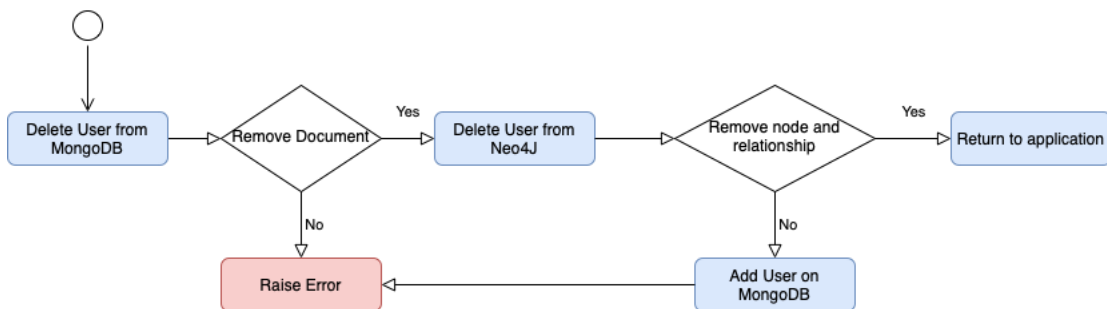 Delete User from
MongoDB
Remove Document
Yes
Delete User from
Neo4J
Remove node and
relationship
Yes
Return to application
No
No
Raise Error
Add User on
MongoDB